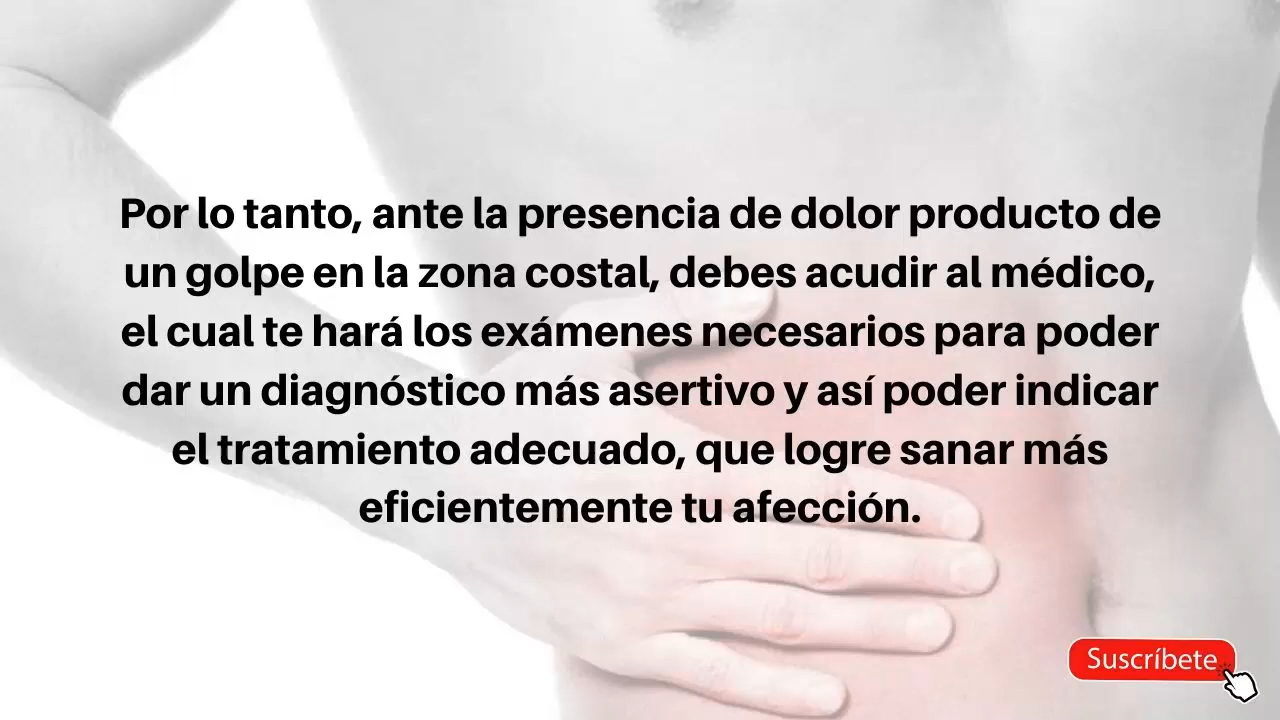 Por lo tanto, ante la presencia de dolor producto de
un golpe en la zona costal, debes acudir al médico,
el cual te hará los exámenes necesarios para poder
dar un diagnóstico más asertivo y así poder indicar
el tratamiento adecuado, que logre sanar más
eficientemente tu afección.
Suscríbete